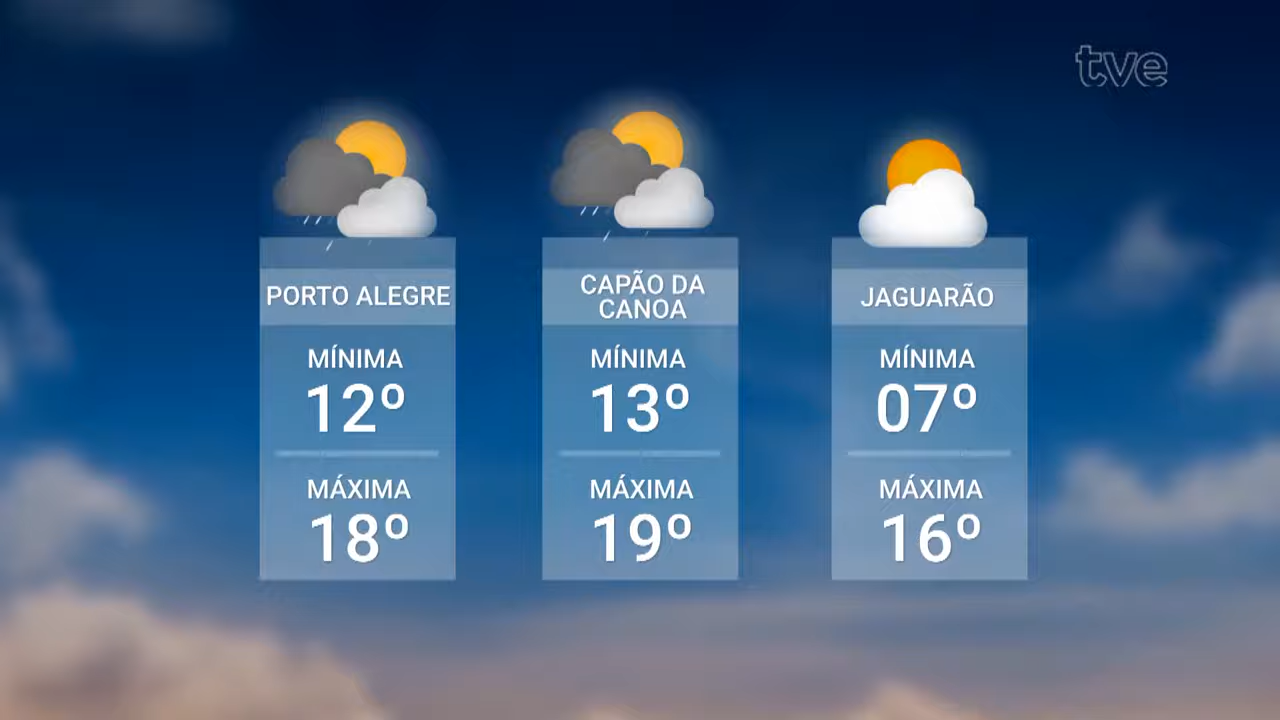 tve
PORTO ALEGRE
MÍNIMA
12º
MÁXIMA
18º
CAPÃO DA
CANOA
MÍNIMA
13º
MÁXIMA
19º
JAGUARÃO
MÍNIMA
07º
MÁXIMA
16º